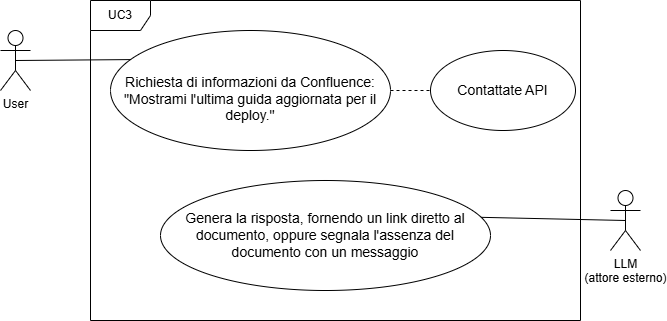 UC3
User
Richiesta di informazioni da Confluence:
"Mostrami l'ultima guida aggiornata per il
deploy."
Contattate API
Genera la risposta, fornendo un link diretto al
documento, oppure segnala l'assenza del
documento con un messaggio
LLM
(attore esterno)